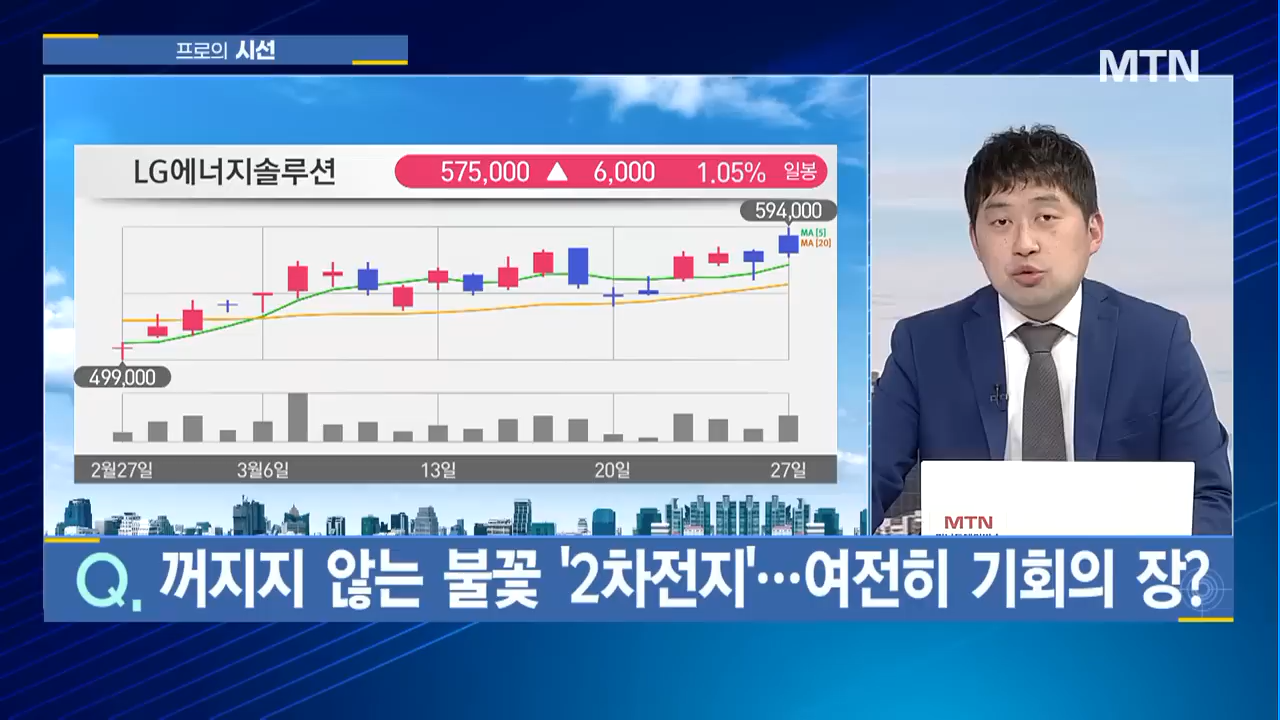 프로의 시선
MTN
LG에너지솔루션
575,000 ▲ 6,000 1.05% 일봉
594,000
MA [5]
MA [20]
499,000
2월27일 3월6일 13일 20일 27일
MTN
Q. 꺼지지 않는 불꽃 '2차전지'…여전히 기회의 장?